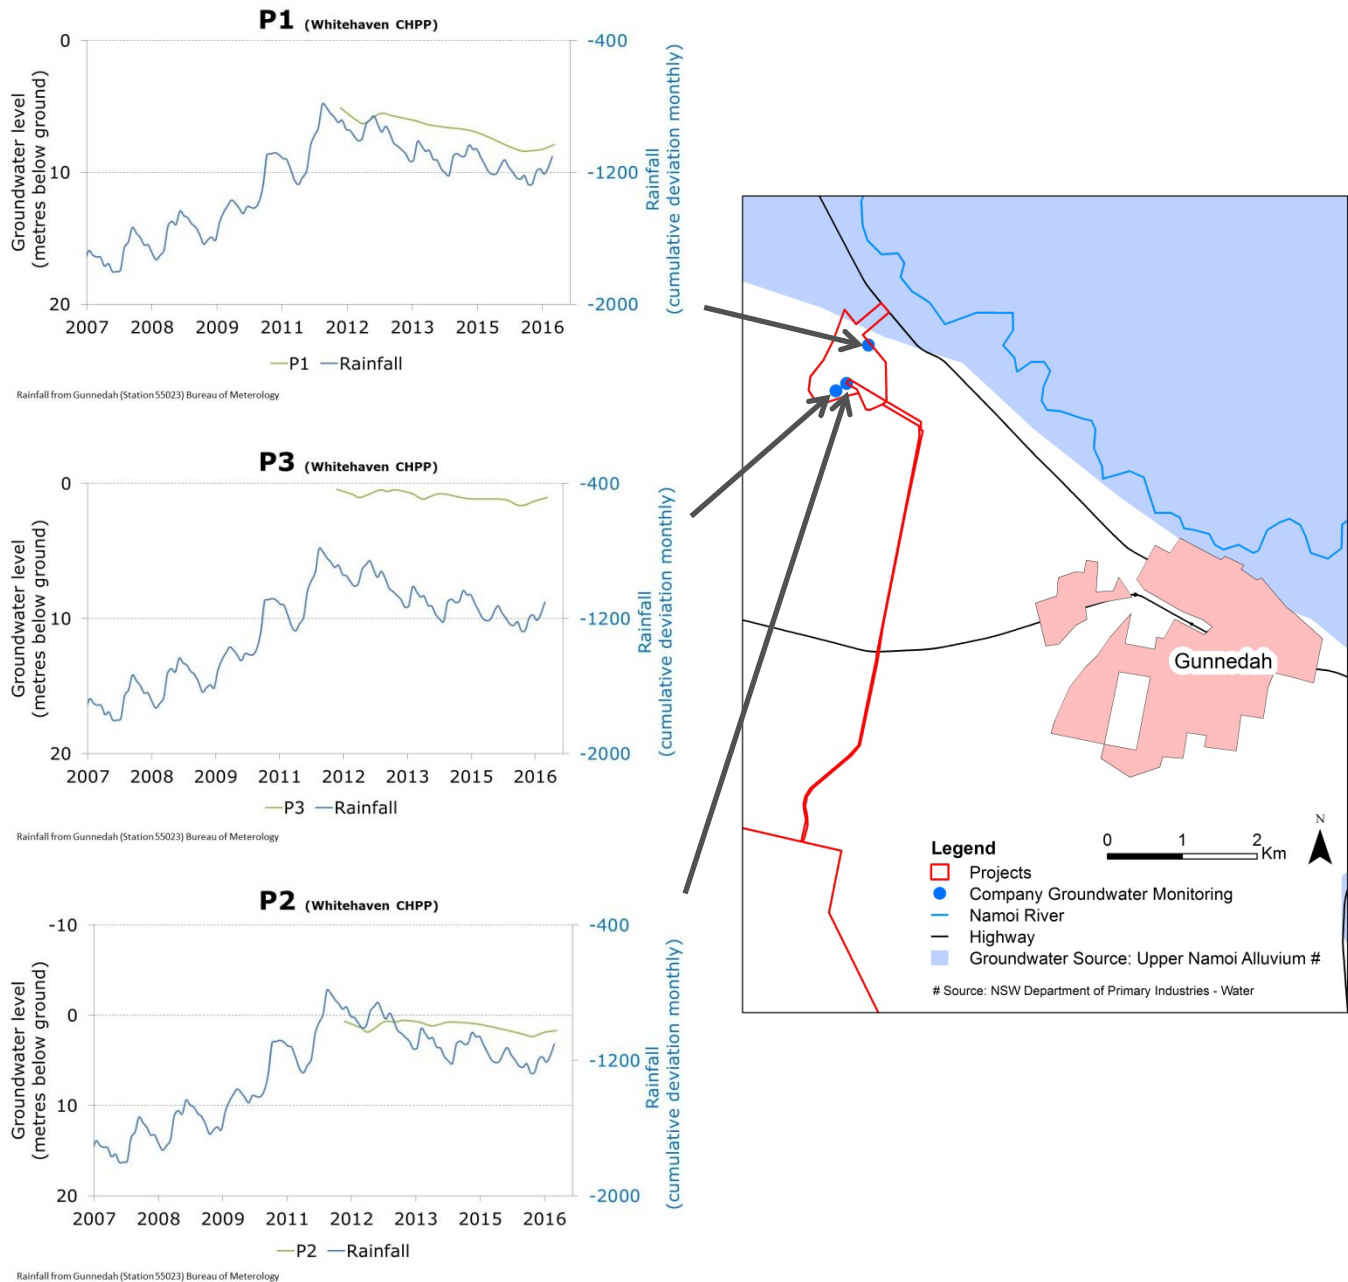 P1 (Whitehaven CHPP)
0
10
20
Groundwater level
(metres below ground)
-400
-1200
-2000
Rainfall
(cumulative deviation monthly)
2007 2008 2009 2011 2012 2013 2015 2016
P1 Rainfall
Rainfall from Gunnedah (Station 55023) Bureau of Meterology
P3 (Whitehaven CHPP)
0
10
20
Groundwater level
(metres below ground)
-400
-1200
-2000
Rainfall
(cumulative deviation monthly)
2007 2008 2009 2011 2012 2013 2015 2016
P3 Rainfall
Rainfall from Gunnedah (Station 55023) Bureau of Meterology
P2 (Whitehaven CHPP)
-10
0
10
20
Groundwater level
(metres below ground)
-400
-1200
-2000
Rainfall
(cumulative deviation monthly)
2007 2008 2009 2011 2012 2013 2015 2016
P2 Rainfall
Rainfall from Gunnedah (Station 55023) Bureau of Meterology
Gunnedah
N
0 1 2
Km
Legend
Projects
Company Groundwater Monitoring
Namoi River
Highway
Groundwater Source: Upper Namoi Alluvium #
# Source: NSW Department of Primary Industries - Water